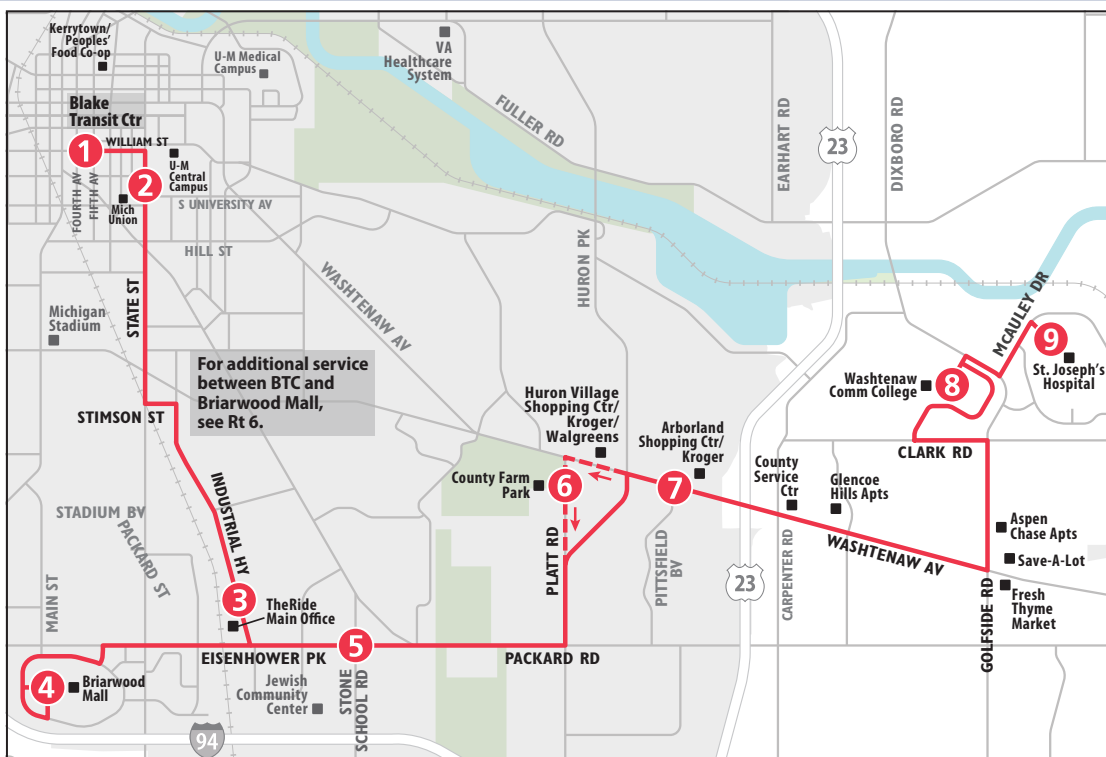 Kerrytown/
Peoples'
Food Co-op
U-M Medical
Campus
VA
Healthcare
System
FULLER RD
EARHART RD
23
DIXBORO RD
Blake
Transit Ctr
1
WILLIAM ST
2
U-M
Central
Campus
FOURTH AV
FIFTH AV
Mich
Union
S UNIVERSITY AV
HILL ST
HURON PK
WASHTENAW AV
STATE ST
Michigan
Stadium
For additional service
between BTC and
Briarwood Mall,
see Rt 6.
STIMSON ST
MCAULEY DR
9
St. Joseph's
Hospital
8
Washtenaw
Comm College
CLARK RD
Huron Village
Shopping Ctr/
Kroger/
Walgreens
Arborland
Shopping Ctr/
Kroger
County Farm
Park
6
7
County
Service
Ctr
Glencoe
Hills Apts
INDUSTRIAL HY
STADIUM BV
PACKARD ST
Aspen
Chase Apts
Save-A-Lot
Fresh
Thyme
Market
WASHTENAW AV
GOLFSIDE RD
PLATT RD
PITTSFIELD
BV
23
CARPENTER RD
MAIN ST
3
TheRide
Main Office
5
EISENHOWER PK
PACKARD RD
4
Briarwood
Mall
Jewish
Community
Center
STONE
SCHOOL RD
94